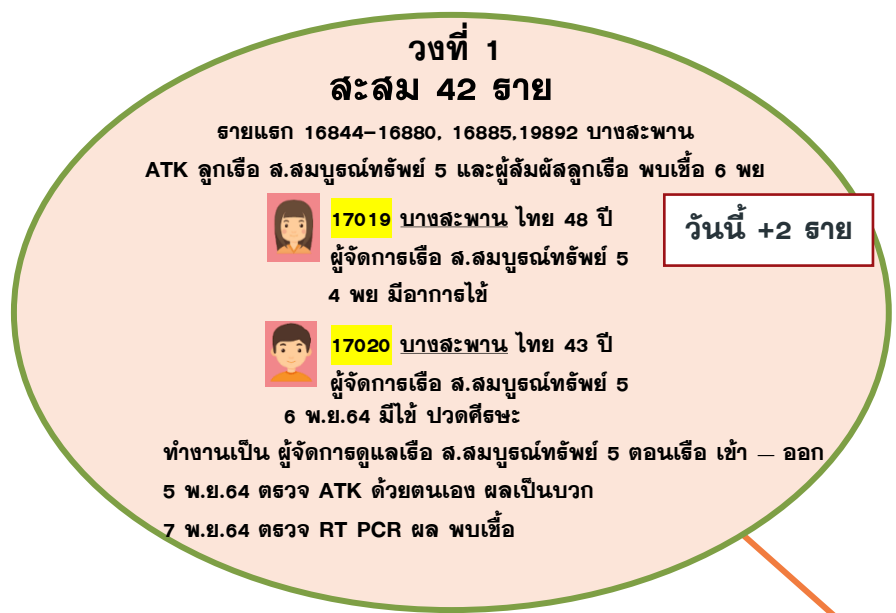 วงที่ 1
สะสม 42 ราย
รายแรก 16844-16880, 16885,19892 บางสะพาน
ATK ลูกเรือ ส.สมบูรณ์ทรัพย์ 5 และผู้สัมผัสลูกเรือ พบเชื้อ 6 พย
17019 บางสะพาน ไทย 48 ปี
ผู้จัดการเรือ ส.สมบูรณ์ทรัพย์ 5
4 พย มีอาการไข้
วันนี้ +2 ราย
17020 บางสะพาน ไทย 43 ปี
ผู้จัดการเรือ ส.สมบูรณ์ทรัพย์ 5
6 พ.ย.64 มีไข้ ปวดศีรษะ
ทำงานเป็น ผู้จัดการดูแลเรือ ส.สมบูรณ์ทรัพย์ 5 ตอนเรือ เข้า – ออก
5 พ.ย.64 ตรวจ ATK ด้วยตนเอง ผลเป็นบวก
7 พ.ย.64 ตรวจ RT PCR ผล พบเชื้อ